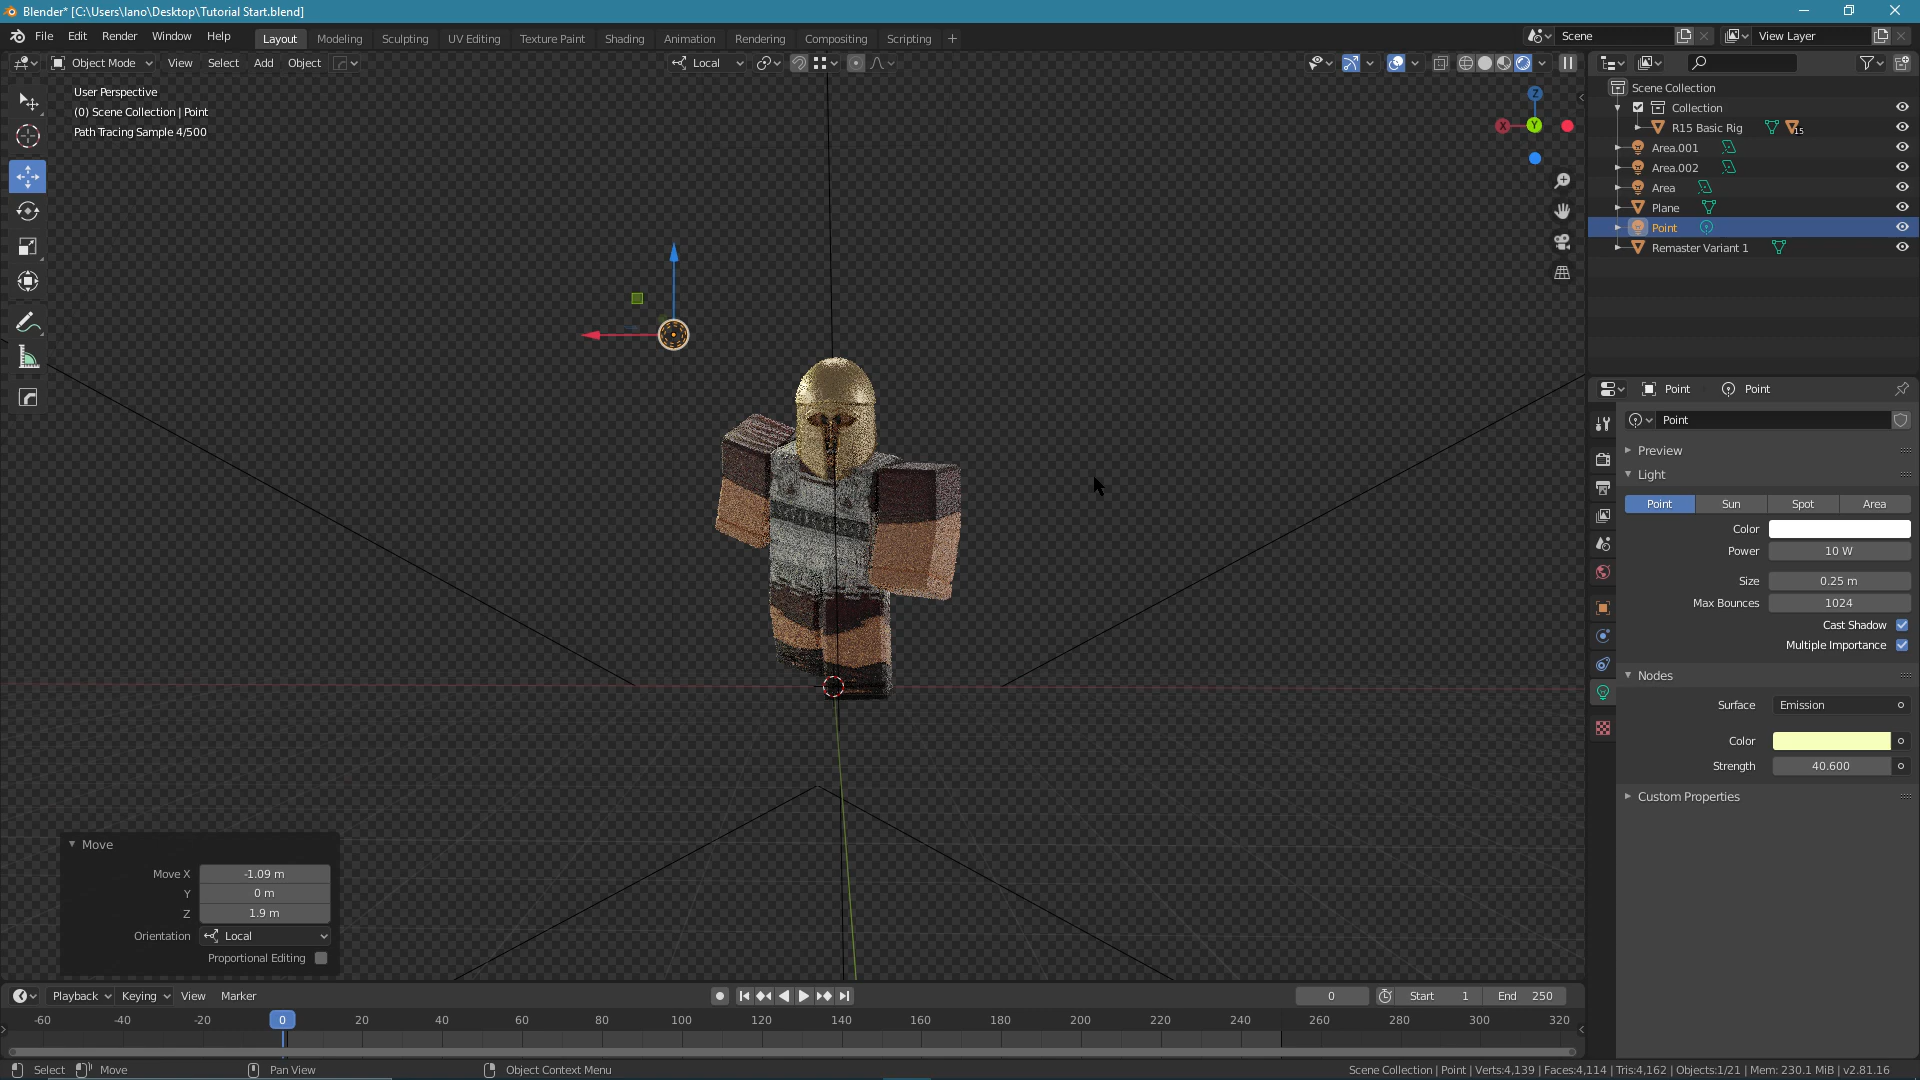 Blender* [C:\Users\Iano\Desktop\Tutorial Start.blend]
File Edit Render Window Help Layout Modeling Sculpting UV Editing Texture Paint Shading Animation Rendering Compositing Scripting + Scene View Layer
Object Mode View Select Add Object Local
User Perspective
(0) Scene Collection | Point
Path Tracing Sample 4/500
Z
X
Y
Scene Collection
Collection
R15 Basic Rig 15
Area.001
Area.002
Area
Plane
Point
Remaster Variant 1
Point Point
Point
Preview
Light
Point Sun Spot Area
Color
Power 10 W
Size 0.25 m
Max Bounces 1024
Cast Shadow
Multiple Importance
Nodes
Surface Emission
Color
Strength 40.600
Custom Properties
Move
Move X -1.09 m
Y 0 m
Z 1.9 m
Orientation Local
Proportional Editing
Playback Keying View Marker 0 Start 1 End 250
-60 -40 -20 0 20 40 60 80 100 120 140 160 180 200 220 240 260 280 300 320
Select Move Pan View Object Context Menu Scene Collection | Point | Verts:4,139 | Faces:4,114 | Tris:4,162 | Objects:1/21 | Mem: 230.1 MiB | v2.81.16